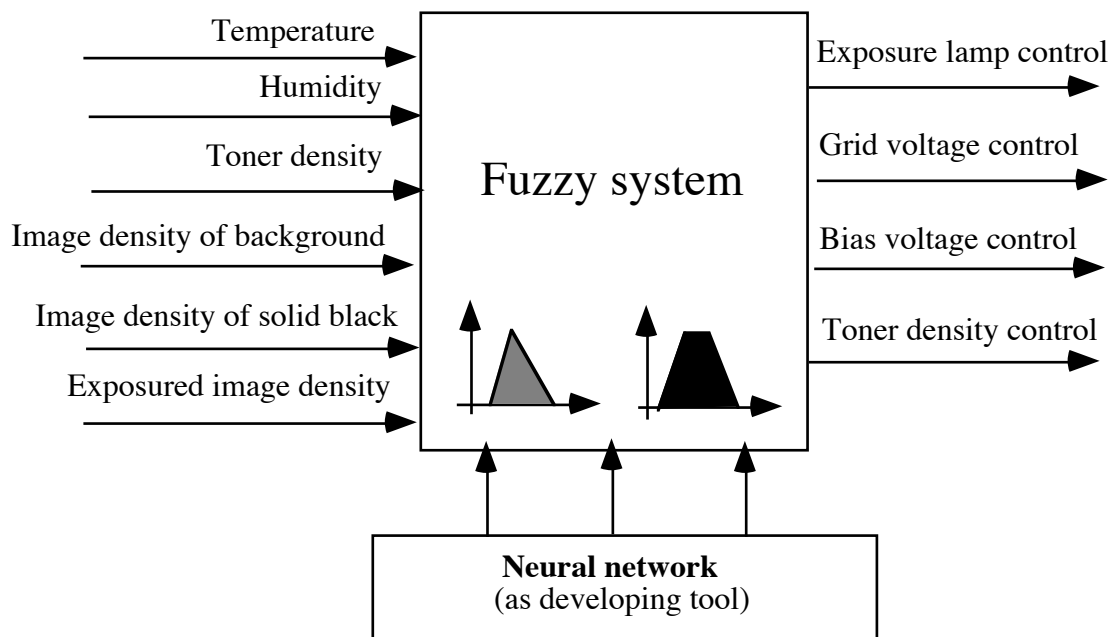 Temperature
Humidity
Toner density
Image density of background
Image density of solid black
Exposured image density
Fuzzy system
Exposure lamp control
Grid voltage control
Bias voltage control
Toner density control
Neural network
(as developing tool)